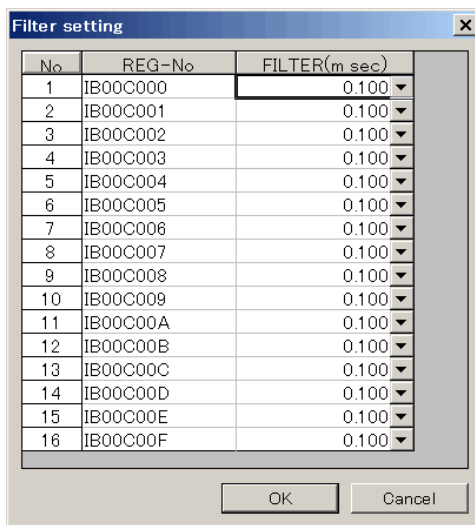 Filter setting
No REG-No FILTER(m sec)
1 IB00C000 0.100
2 IB00C001 0.100
3 IB00C002 0.100
4 IB00C003 0.100
5 IB00C004 0.100
6 IB00C005 0.100
7 IB00C006 0.100
8 IB00C007 0.100
9 IB00C008 0.100
10 IB00C009 0.100
11 IB00C00A 0.100
12 IB00C00B 0.100
13 IB00C00C 0.100
14 IB00C00D 0.100
15 IB00C00E 0.100
16 IB00C00F 0.100
OK Cancel